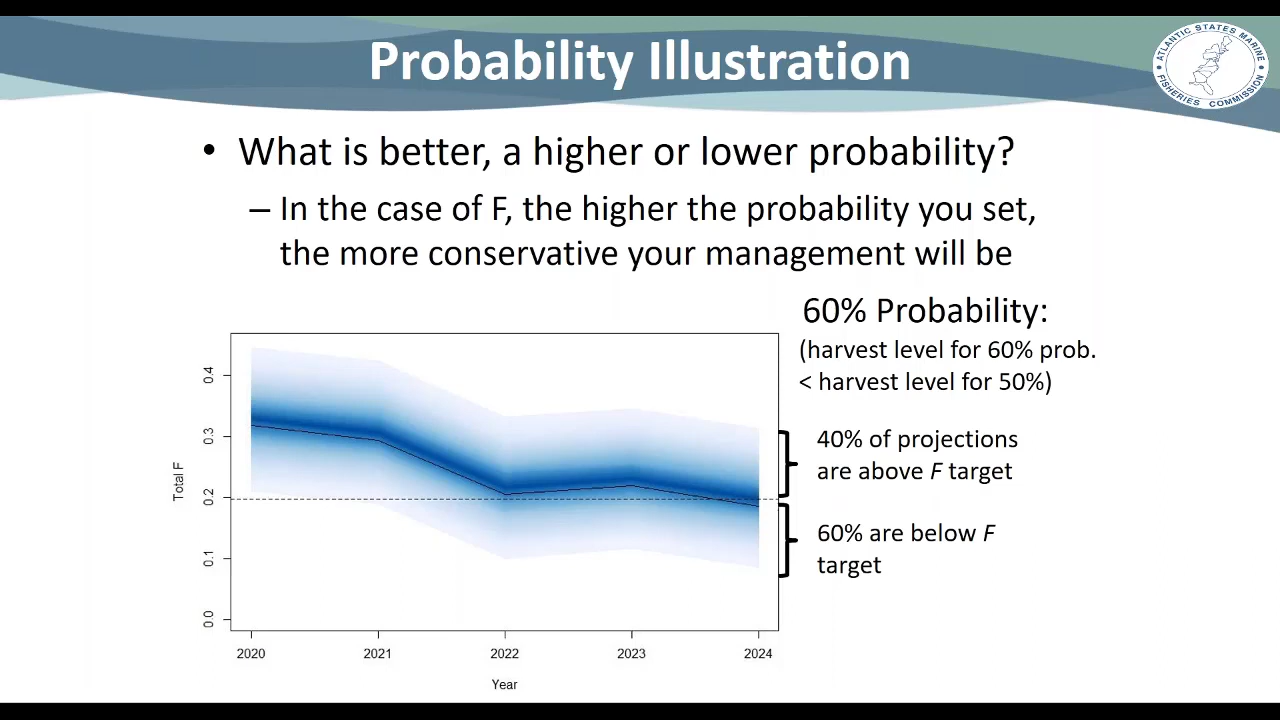 Probability Illustration
ATLANTIC STATES MARINE
FISHERIES COMMISSION
• What is better, a higher or lower probability?
– In the case of F, the higher the probability you set,
the more conservative your management will be
60% Probability:
(harvest level for 60% prob.
< harvest level for 50%)
40% of projections
are above F target
60% are below F
target
Total F
0.4
0.3
0.2
0.1
0.0
2020 2021 2022 2023 2024
Year